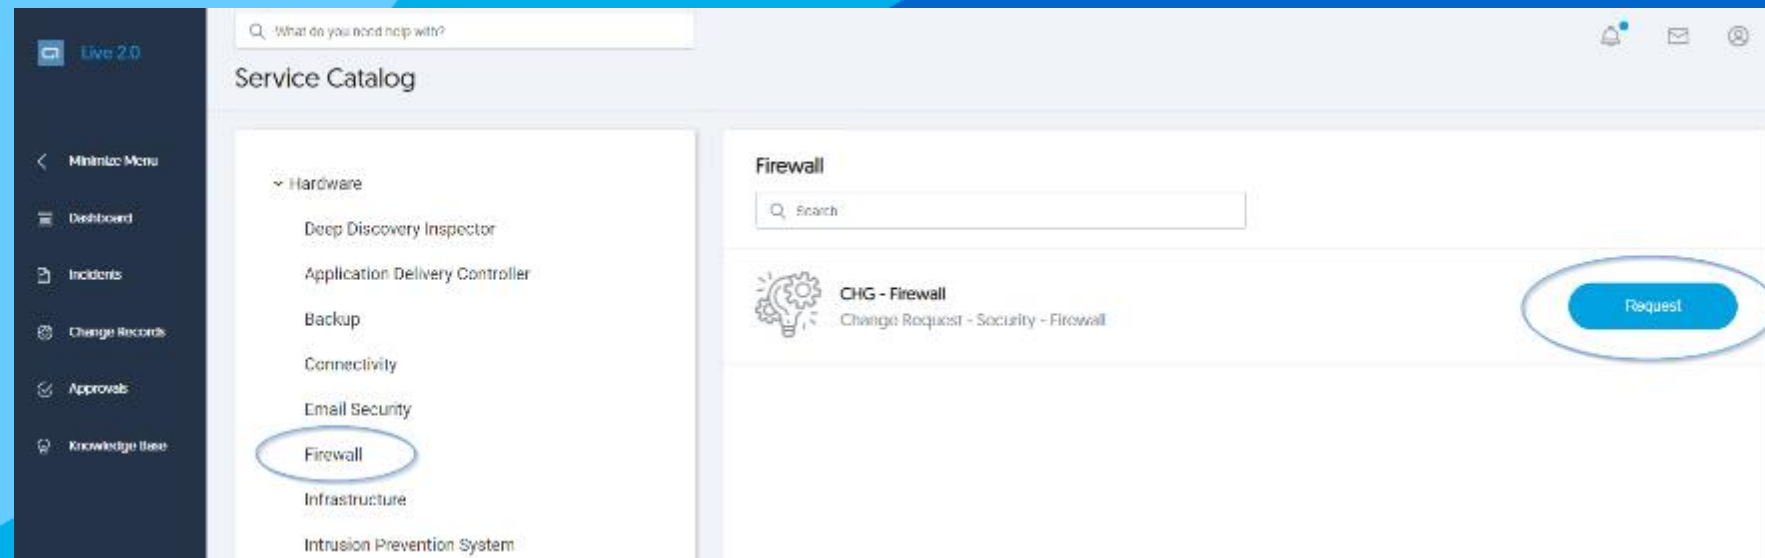 What do you need help with?
Live 2.0
Service Catalog
Minimize Menu
Dashboard
Incidents
Change Records
Approvals
Knowledge Base
Hardware
Deep Discovery Inspector
Application Delivery Controller
Backup
Connectivity
Email Security
Firewall
Infrastructure
Intrusion Prevention System
Firewall
Search
CHG - Firewall
Change Request - Security - Firewall
Request